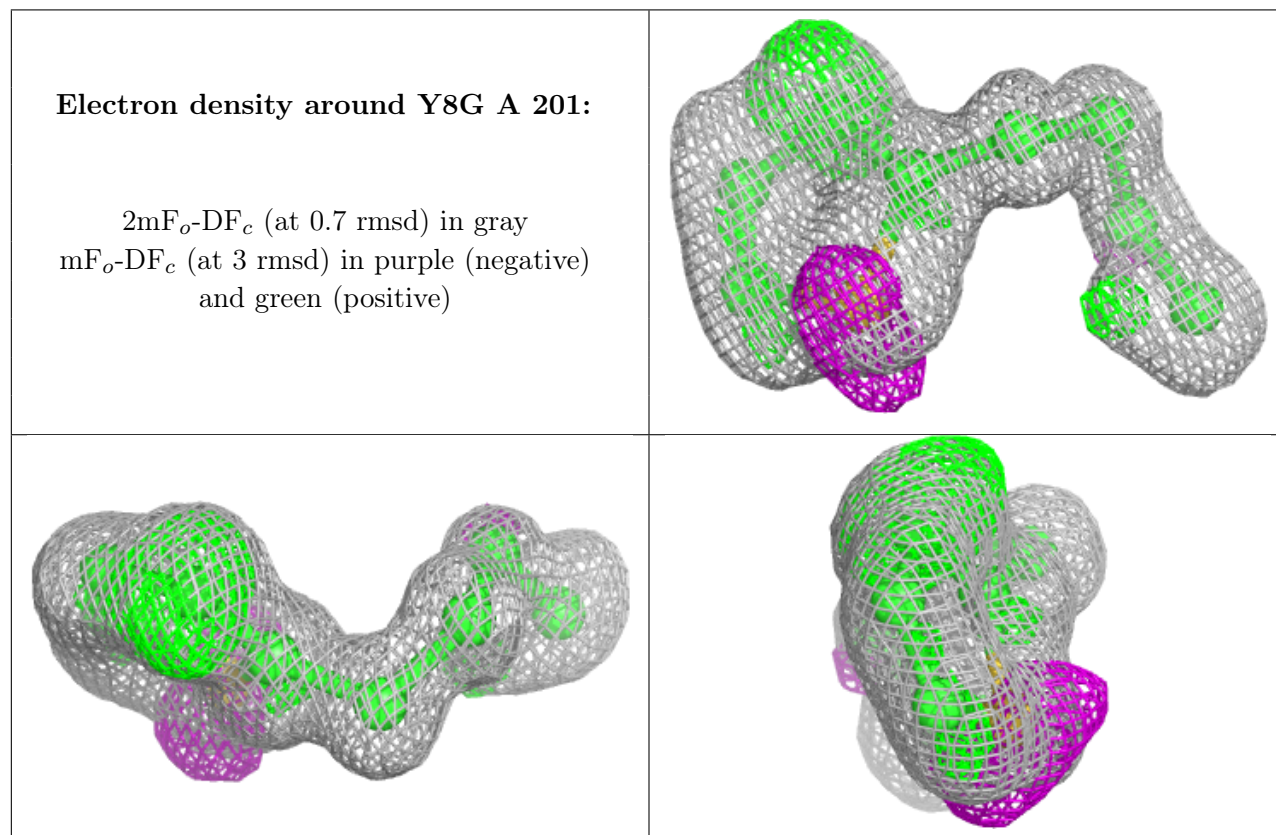 Electron density around Y8G A 201:
2mFo-DFc (at 0.7 rmsd) in gray
mFo-DFc (at 3 rmsd) in purple (negative)
and green (positive)